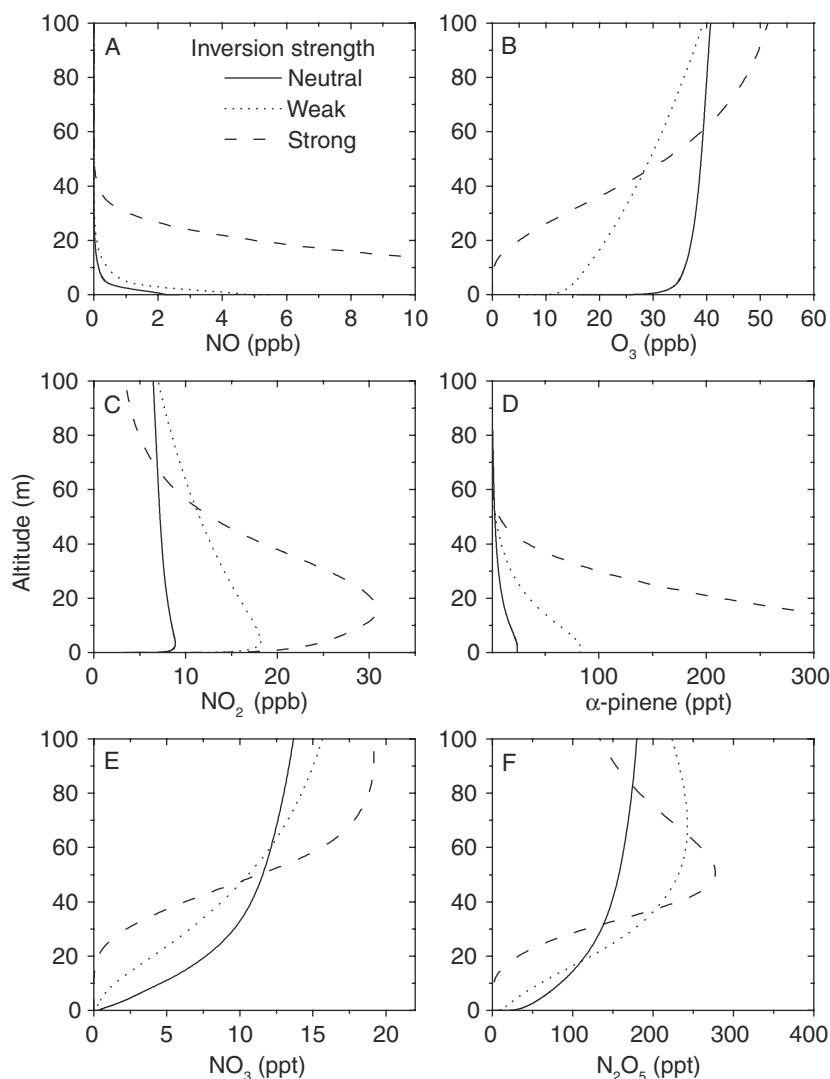 A
Inversion strength
Neutral
Weak
Strong
100
80
60
40
20
0
0 2 4 6 8 10
NO (ppb)
B
100
80
60
40
20
0
0 10 20 30 40 50 60
O3 (ppb)
C
100
80
60
40
20
0
0 10 20 30
NO2 (ppb)
Altitude (m)
D
100
80
60
40
20
0
100 200 300
α-pinene (ppt)
E
100
80
60
40
20
0
0 5 10 15 20
NO3 (ppt)
F
100
80
60
40
20
0
0 100 200 300 400
N2O5 (ppt)